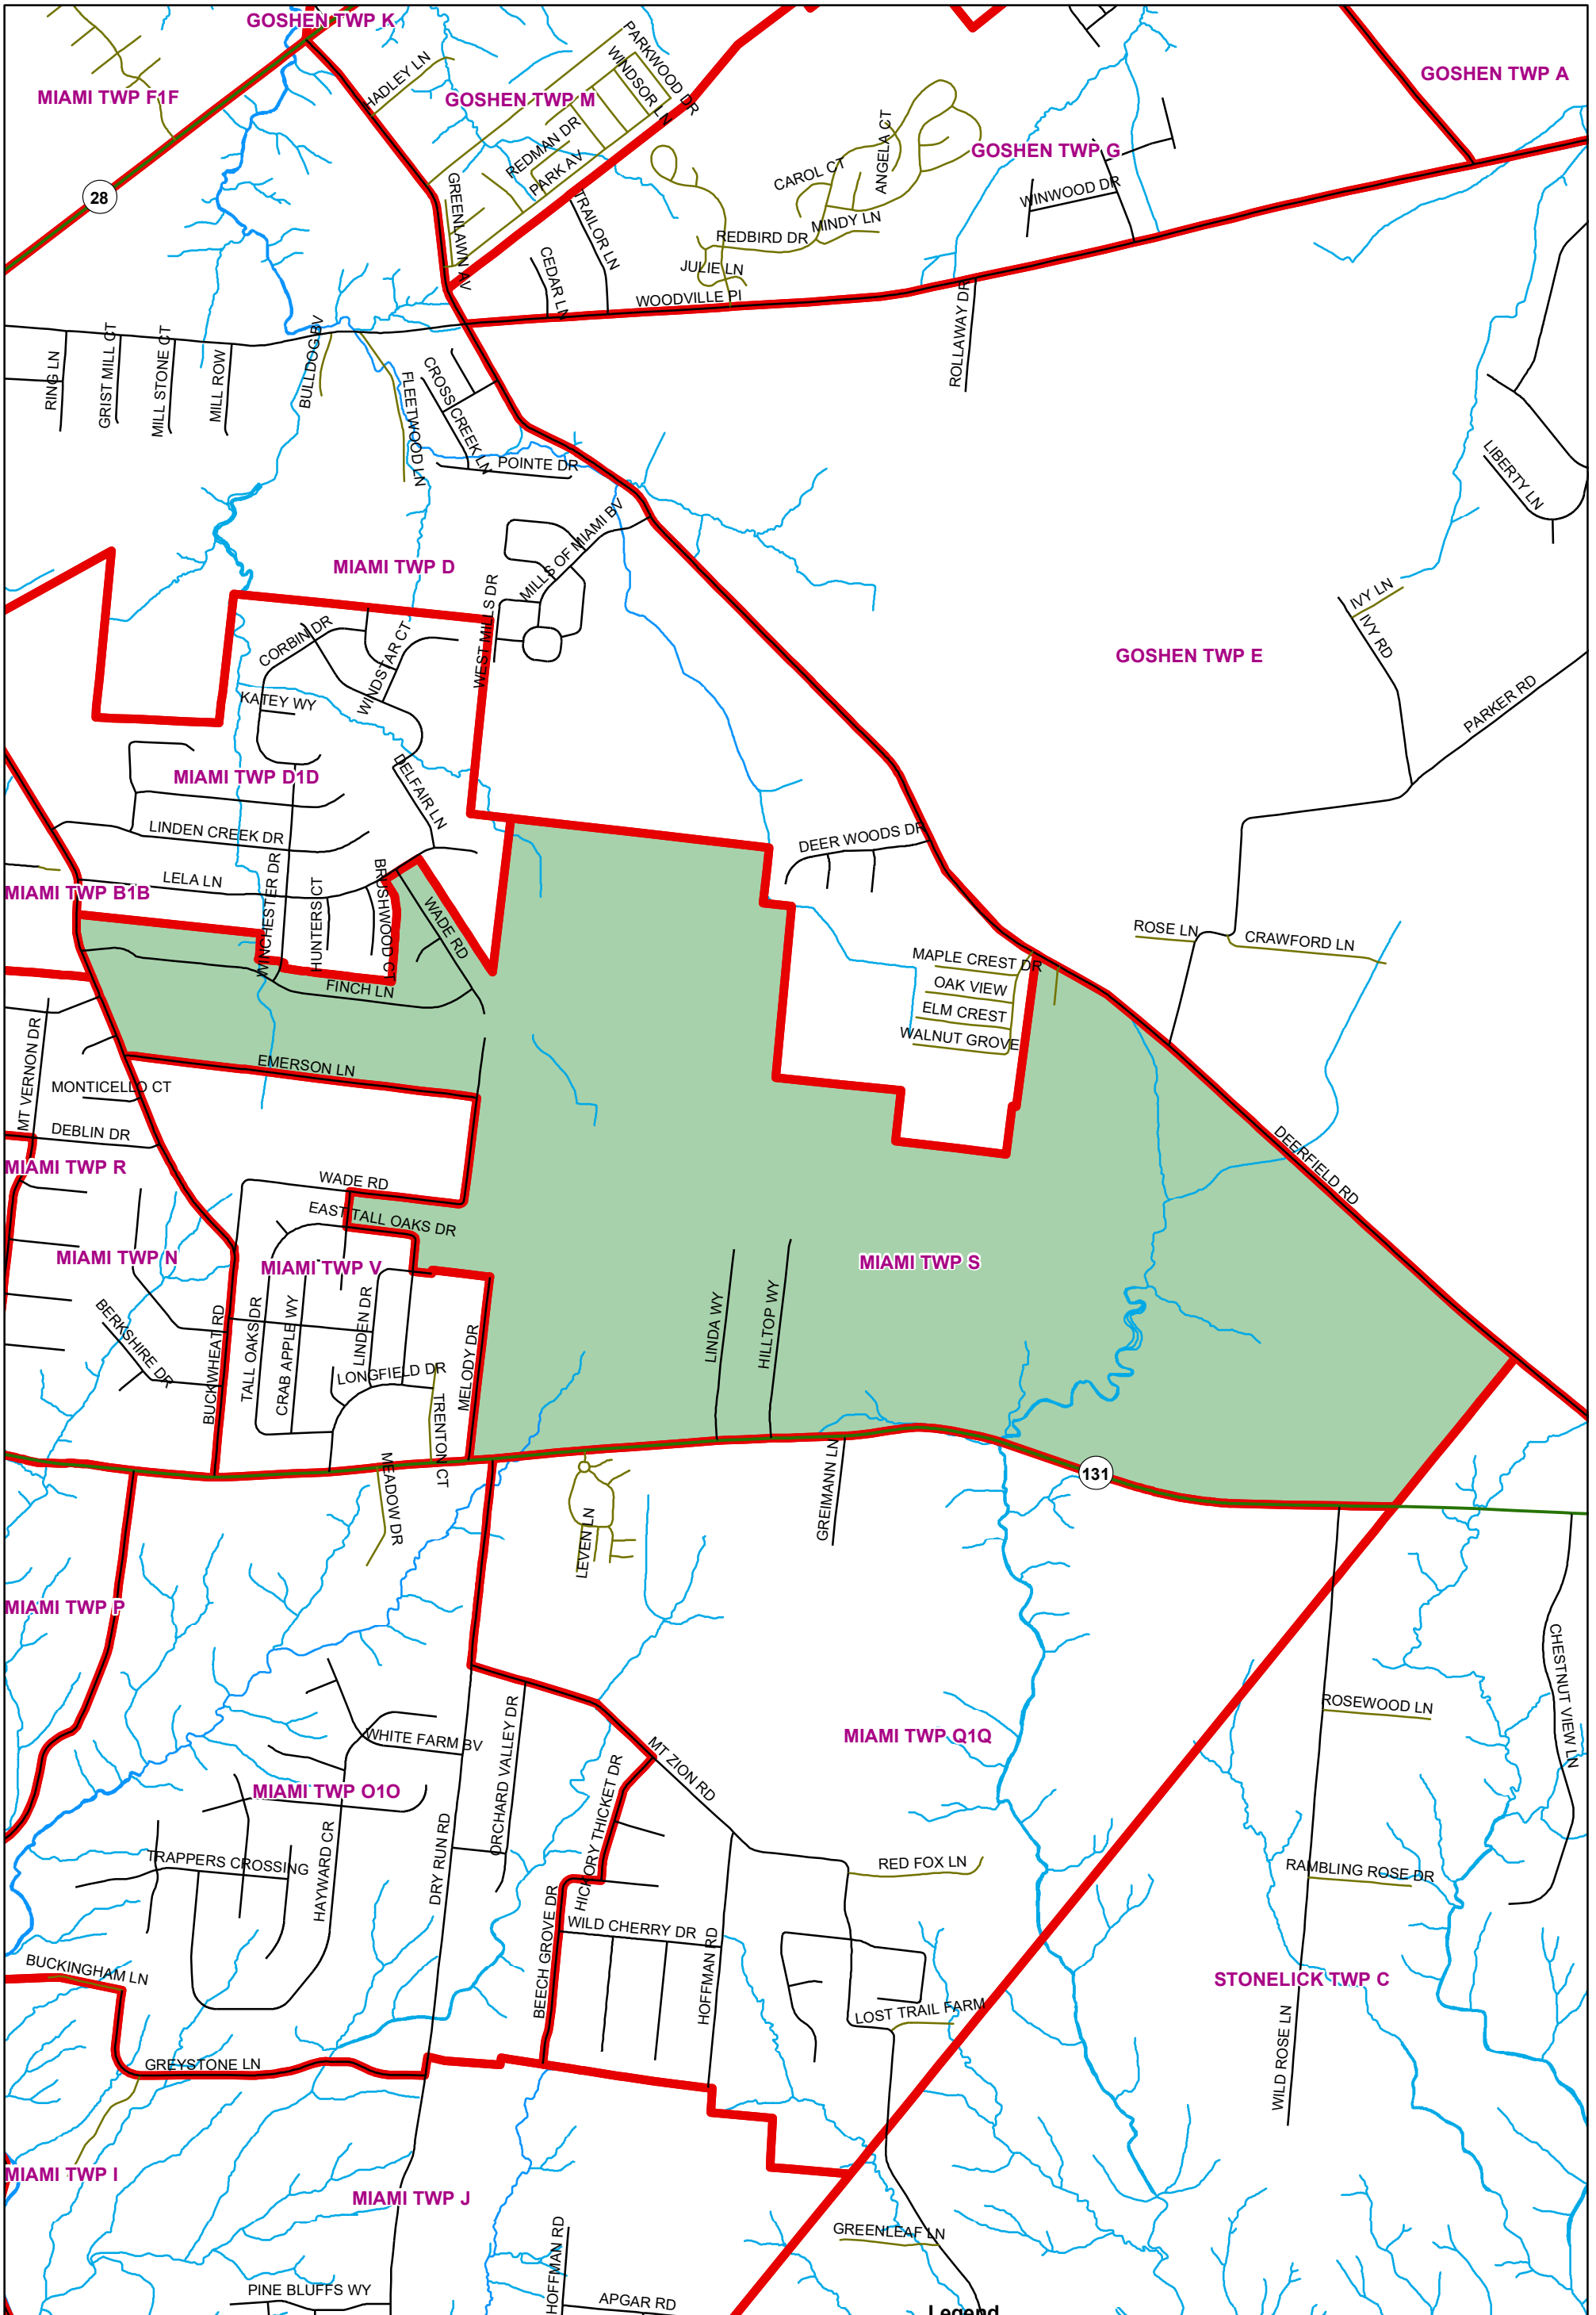 GOSHEN TWP K
MIAMI TWP F1F
HADLEY LN
GOSHEN TWP M
PARKWOOD DR
WINDSOR LN
REDMAN DR
PARK AV
GOSHEN TWP A
GOSHEN TWP G
ANGELA CT
CAROL CT
WINWOOD DR
MINDY LN
REDBIRD DR
JULIE LN
WOODVILLE PI
28
GREENLAWN AV
TRAILOR LN
CEDAR LN
ROLLAWAY DR
RING LN
GRIST MILL CT
MILL STONE CT
MILL ROW
BULLDOG BV
FLEETWOOD LN
CROSS CREEK LN
POINTE DR
LIBERTY LN
MIAMI TWP D
MILLS OF MIAMI BV
WEST MILLS DR
CORBIN DR
WINDSTAR CT
KATEY WY
IVY LN
IVY RD
GOSHEN TWP E
PARKER RD
MIAMI TWP D1D
DELFAIR LN
LINDEN CREEK DR
DEER WOODS DR
MIAMI TWP B1B
LELA LN
WINCHESTER DR
HUNTERS CT
BRUSHWOOD CT
WADE RD
FINCH LN
ROSE LN
CRAWFORD LN
MAPLE CREST DR
OAK VIEW
ELM CREST
WALNUT GROVE
EMERSON LN
MT VERNON DR
MONTICELLO CT
DEBLIN DR
DEERFIELD RD
MIAMI TWP R
WADE RD
EAST TALL OAKS DR
MIAMI TWP N
MIAMI TWP V
MIAMI TWP S
BERKSHIRE DR
BUCKWHEAT RD
TALL OAKS DR
CRAB APPLE WY
LINDEN DR
LONGFIELD DR
MELODY DR
TRENTON CT
LINDA WY
HILLTOP WY
MEADOW DR
LEVEN LN
GREIMANN LN
131
MIAMI TWP P
CHESTNUT VIEW LN
ROSEWOOD LN
WHITE FARM BV
MIAMI TWP O1O
ORCHARD VALLEY DR
MT ZION RD
MIAMI TWP Q1Q
HICKORY THICKET DR
TRAPPERS CROSSING
HAYWARD CR
DRY RUN RD
RED FOX LN
RAMBLING ROSE DR
WILD CHERRY DR
BEECH GROVE DR
HOFFMAN RD
BUCKINGHAM LN
STONELICK TWP C
LOST TRAIL FARM
WILD ROSE LN
GREYSTONE LN
MIAMI TWP I
MIAMI TWP J
GREENLEAF LN
HOFFMAN RD
PINE BLUFFS WY
APGAR RD
Legend